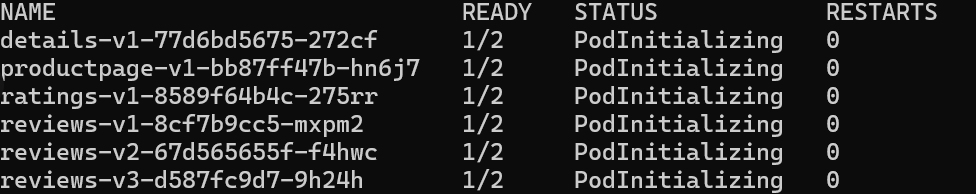 NAME READY STATUS RESTARTS
details-v1-77d6bd5675-272cf 1/2 PodInitializing 0
productpage-v1-bb87ff47b-hn6j7 1/2 PodInitializing 0
ratings-v1-8589f64b4c-275rr 1/2 PodInitializing 0
reviews-v1-8cf7b9cc5-mxpm2 1/2 PodInitializing 0
reviews-v2-67d565655f-f4hwc 1/2 PodInitializing 0
reviews-v3-d587fc9d7-9h24h 1/2 PodInitializing 0